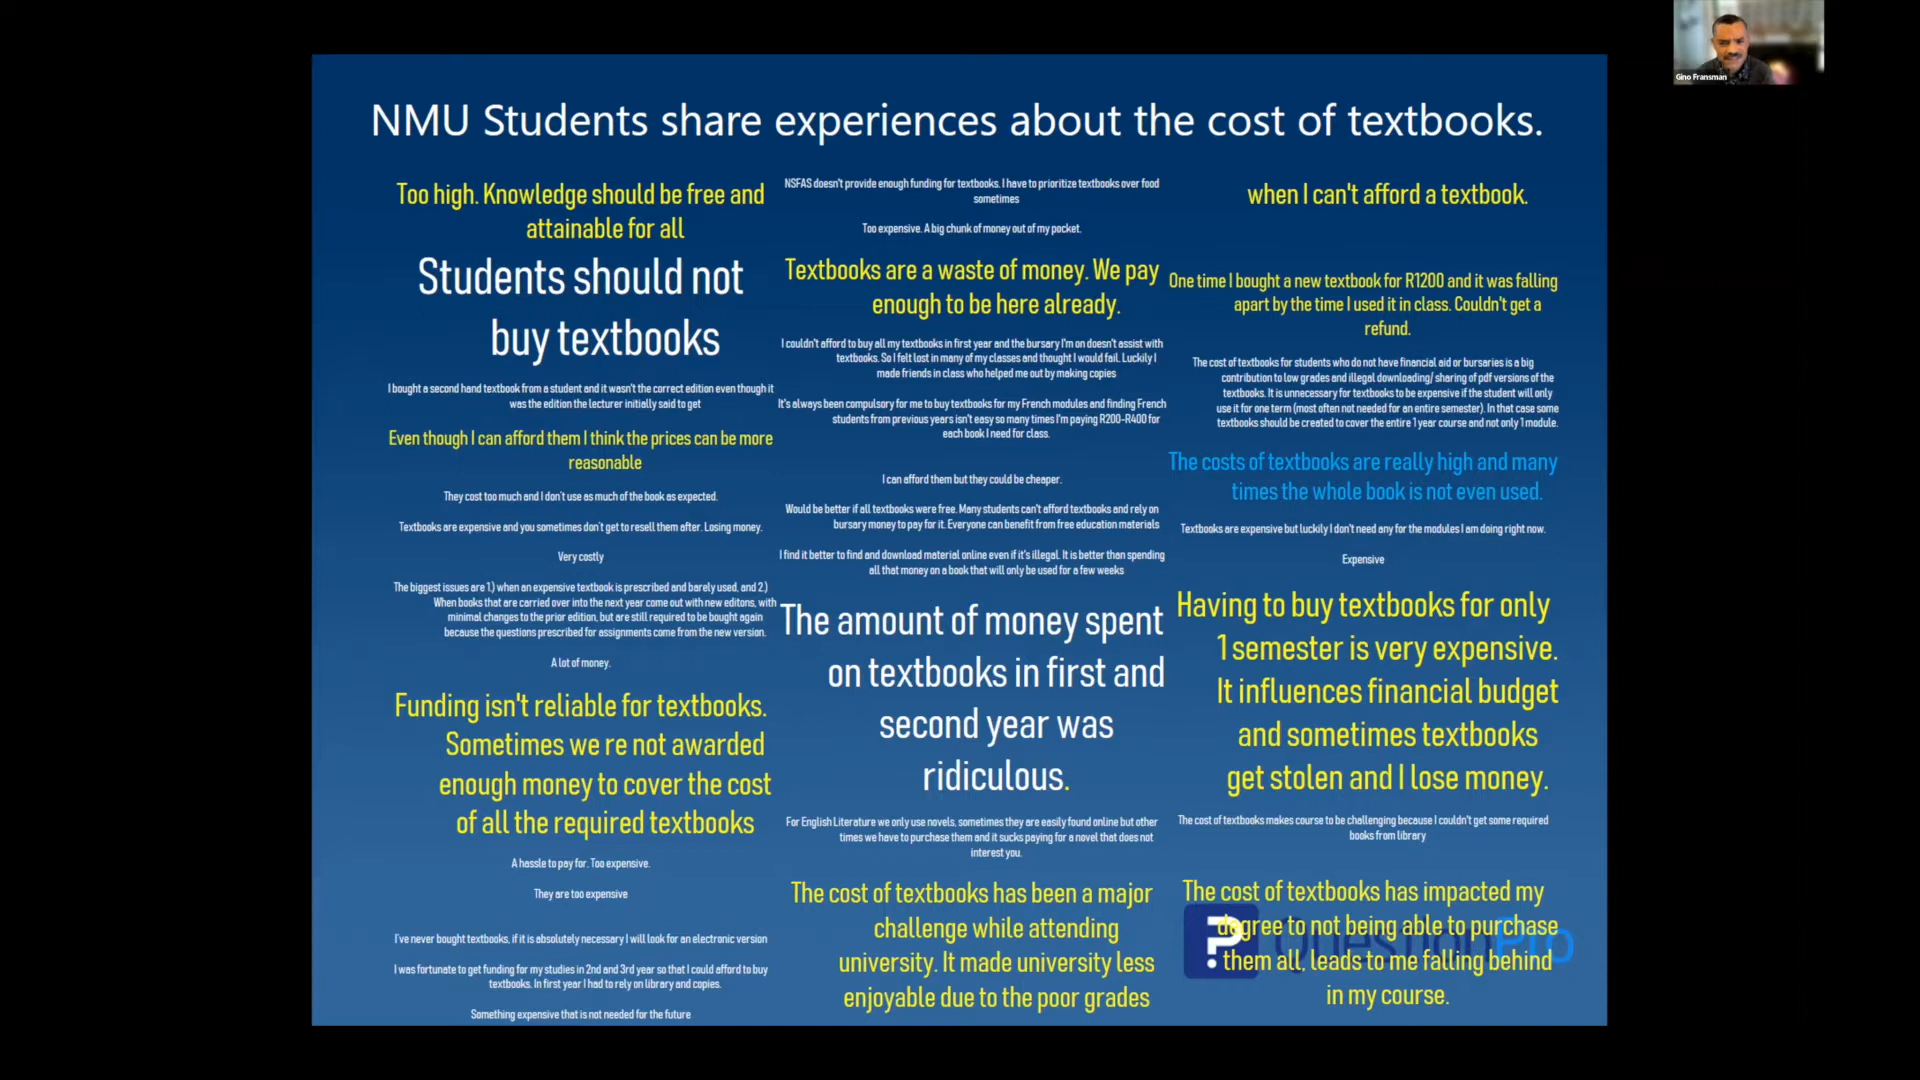 NMU Students share experiences about the cost of textbooks.
Too high. Knowledge should be free and
attainable for all
Students should not
buy textbooks
I bought a second hand textbook from a student and it wasn't the correct edition even though it
was the edition the lecturer initially said to get
Even though I can afford them I think the prices can be more
reasonable
They cost too much and I don't use as much of the book as expected.
Textbooks are expensive and you sometimes don't get to resell them after. Losing money.
Very costly
The biggest issues are 1.) when an expensive textbook is prescribed and barely used, and 2.)
When books that are carried over into the next year come out with new editons, with
minimal changes to the prior edition, but are still required to be bought again
because the questions prescribed for assignments come from the new version.
A lot of money.
Funding isn't reliable for textbooks.
Sometimes we re not awarded
enough money to cover the cost
of all the required textbooks
A hassle to pay for. Too expensive.
They are too expensive
I've never bought textbooks, if it is absolutely necessary I will look for an electronic version
I was fortunate to get funding for my studies in 2nd and 3rd year so that I could afford to buy
textbooks. In first year I had to rely on library and copies.
Something expensive that is not needed for the future
NSFAS doesn't provide enough funding for textbooks. I have to prioritize textbooks over food
sometimes
Too expensive. A big chunk of money out of my pocket.
Textbooks are a waste of money. We pay
enough to be here already.
I couldn't afford to buy all my textbooks in first year and the bursary I'm on doesn't assist with
textbooks. So I felt lost in many of my classes and thought I would fail. Luckily I
made friends in class who helped me out by making copies
It's always been compulsory for me to buy textbooks for my French modules and finding French
students from previous years isn't easy so many times I'm paying R200-R400 for
each book I need for class.
I can afford them but they could be cheaper.
Would be better if all textbooks were free. Many students can't afford textbooks and rely on
bursary money to pay for it. Everyone can benefit from free education materials
I find it better to find and download material online even if it's illegal. It is better than spending
all that money on a book that will only be used for a few weeks
The amount of money spent
on textbooks in first and
second year was
ridiculous.
For English Literature we only use novels, sometimes they are easily found online but other
times we have to purchase them and it sucks paying for a novel that does not
interest you.
The cost of textbooks has been a major
challenge while attending
university. It made university less
enjoyable due to the poor grades
when I can't afford a textbook.
One time I bought a new textbook for R1200 and it was falling
apart by the time I used it in class. Couldn't get a
refund.
The cost of textbooks for students who do not have financial aid or bursaries is a big
contribution to low grades and illegal downloading/ sharing of pdf versions of the
textbooks. It is unnecessary for textbooks to be expensive if the student will only
use it for one term (most often not needed for an entire semester). In that case some
textbooks should be created to cover the entire 1 year course and not only 1 module.
The costs of textbooks are really high and many
times the whole book is not even used.
Textbooks are expensive but luckily I don't need any for the modules I am doing right now.
Expensive
Having to buy textbooks for only
1 semester is very expensive.
It influences financial budget
and sometimes textbooks
get stolen and I lose money.
The cost of textbooks makes course to be challenging because I couldn't get some required
books from library
The cost of textbooks has impacted my
degree to not being able to purchase
them all, leads to me falling behind
in my course.
QuestionPro
Gino Fransman